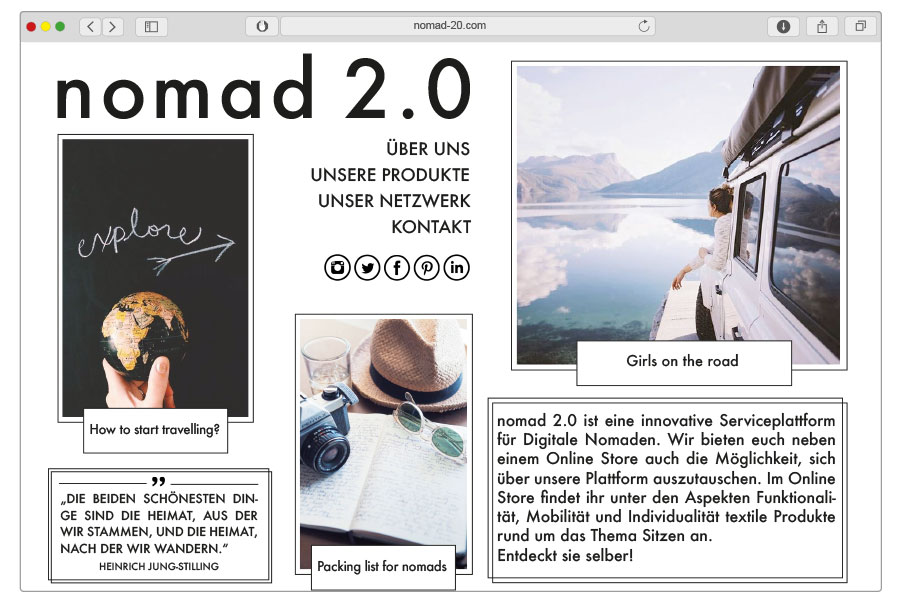 nomad-20.com
nomad 2.0
ÜBER UNS
UNSERE PRODUKTE
UNSER NETZWERK
KONTAKT
explore
How to start travelling?
„DIE BEIDEN SCHÖNESTEN DIN-
GE SIND DIE HEIMAT, AUS DER
WIR STAMMEN, UND DIE HEIMAT,
NACH DER WIR WANDERN.“
HEINRICH JUNG-STILLING
Packing list for nomads
Girls on the road
nomad 2.0 ist eine innovative Serviceplattform
für Digitale Nomaden. Wir bieten euch neben
einem Online Store auch die Möglichkeit, sich
über unsere Plattform auszutauschen. Im Online
Store findet ihr unter den Aspekten Funktionali-
tät, Mobilität und Individualität textile Produkte
rund um das Thema Sitzen an.
Entdeckt sie selber!